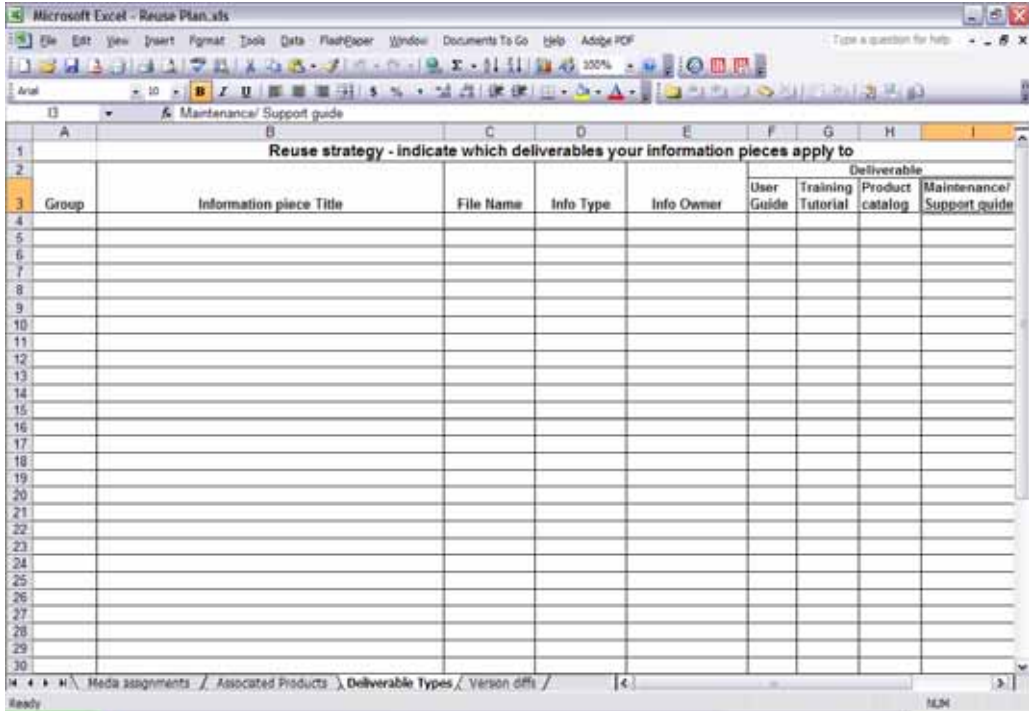 Microsoft Excel - Reuse Plan.xls
File Edit View Insert Format Tools Data FlashPaper Window Documents To Go Help Adobe PDF Type a question for help
100%
Arial 10 B I U $ %
I3 fx Maintenance/ Support guide
A B C D E F G H I
1 Reuse strategy - indicate which deliverables your information pieces apply to
2 Deliverable
User Training Product Maintenance/
3 Group Information piece Title File Name Info Type Info Owner Guide Tutorial catalog Support guide
4
5
6
7
8
9
10
11
12
13
14
15
16
17
18
19
20
21
22
23
24
25
26
27
28
29
30
Media assignments Assocated Products Deliverable Types Version diffs
Ready NUM